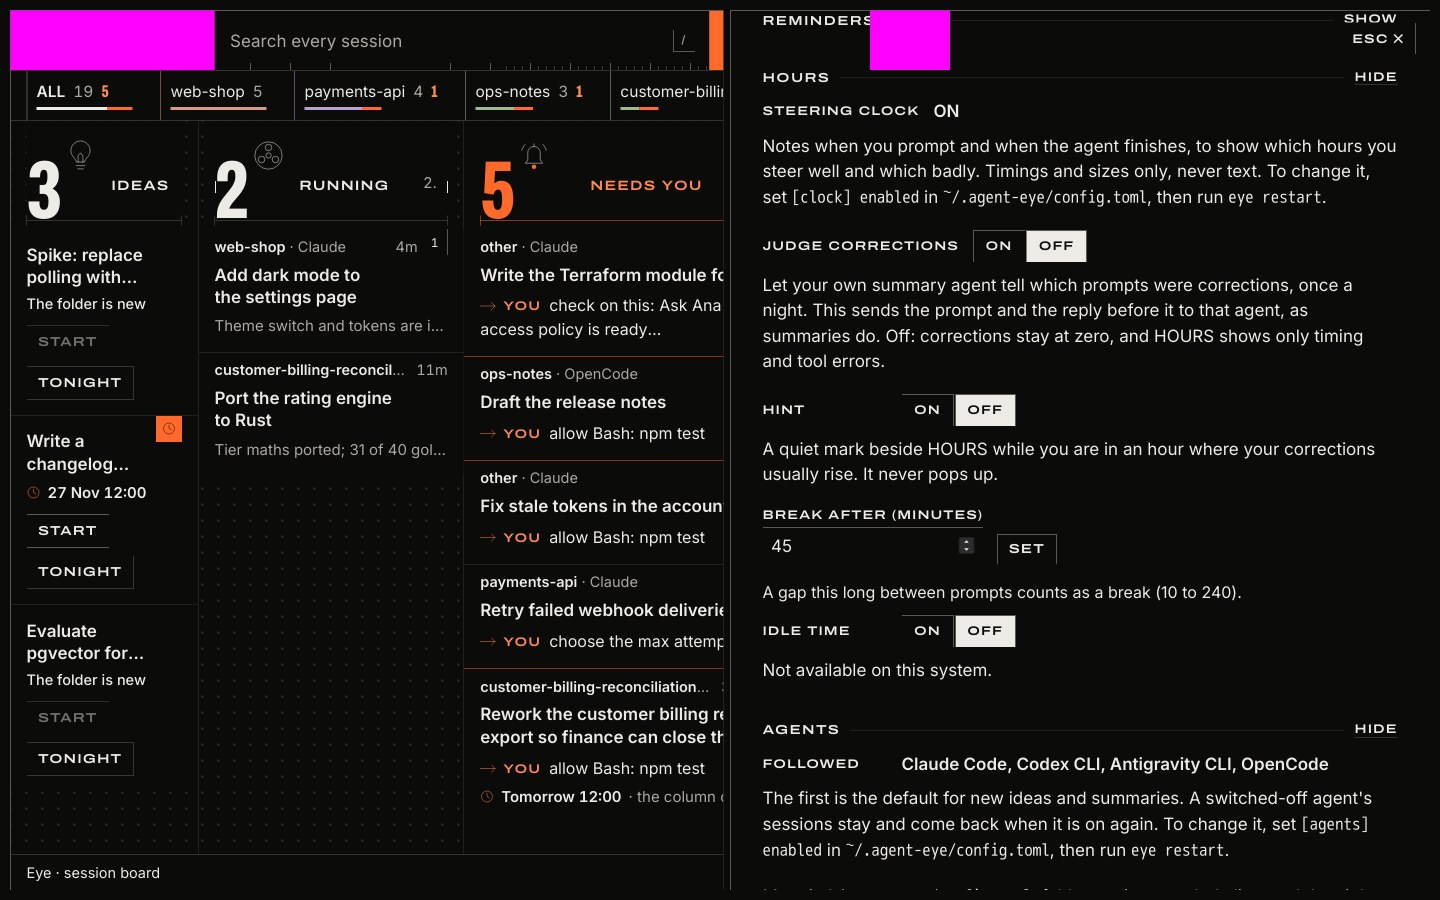 Search every session
/
ALL 19 5
web-shop 5
payments-api 4 1
ops-notes 3 1
customer-billin
3
IDEAS
Spike: replace
polling with…
The folder is new
START
TONIGHT
Write a
changelog…
27 Nov 12:00
START
TONIGHT
Evaluate
pgvector for…
The folder is new
START
TONIGHT
2
RUNNING
2.
web-shop · Claude 4m 1
Add dark mode to
the settings page
Theme switch and tokens are i…
customer-billing-reconcil… 11m
Port the rating engine
to Rust
Tier maths ported; 31 of 40 gol…
5
NEEDS YOU
other · Claude
Write the Terraform module fo
→ YOU check on this: Ask Ana
access policy is ready…
ops-notes · OpenCode
Draft the release notes
→ YOU allow Bash: npm test
other · Claude
Fix stale tokens in the accoun
→ YOU allow Bash: npm test
payments-api · Claude
Retry failed webhook deliverie
→ YOU choose the max attemp
customer-billing-reconciliation…
Rework the customer billing re
export so finance can close th
→ YOU allow Bash: npm test
Tomorrow 12:00 · the column
Eye · session board
REMINDERS
SHOW
ESC ×
HOURS
HIDE
STEERING CLOCK ON
Notes when you prompt and when the agent finishes, to show which hours you
steer well and which badly. Timings and sizes only, never text. To change it,
set [clock] enabled in ~/.agent-eye/config.toml, then run eye restart.
JUDGE CORRECTIONS ON OFF
Let your own summary agent tell which prompts were corrections, once a
night. This sends the prompt and the reply before it to that agent, as
summaries do. Off: corrections stay at zero, and HOURS shows only timing
and tool errors.
HINT ON OFF
A quiet mark beside HOURS while you are in an hour where your corrections
usually rise. It never pops up.
BREAK AFTER (MINUTES)
45 SET
A gap this long between prompts counts as a break (10 to 240).
IDLE TIME ON OFF
Not available on this system.
AGENTS
HIDE
FOLLOWED Claude Code, Codex CLI, Antigravity CLI, OpenCode
The first is the default for new ideas and summaries. A switched-off agent's
sessions stay and come back when it is on again. To change it, set [agents]
enabled in ~/.agent-eye/config.toml, then run eye restart.